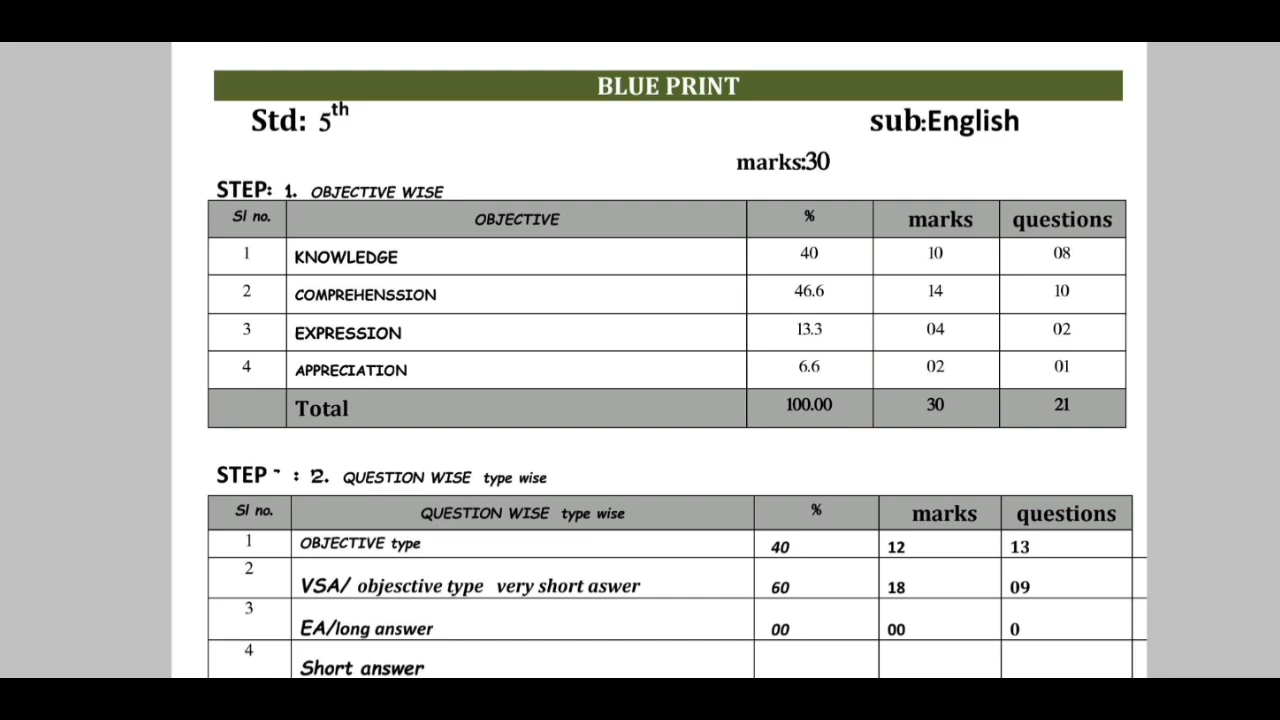 BLUE PRINT
Std: 5th sub:English
marks:30
STEP: 1. OBJECTIVE WISE
Sl no. OBJECTIVE % marks questions
1 KNOWLEDGE 40 10 08
2 COMPREHENSSION 46.6 14 10
3 EXPRESSION 13.3 04 02
4 APPRECIATION 6.6 02 01
Total 100.00 30 21
STEP : 2. QUESTION WISE type wise
Sl no. QUESTION WISE type wise % marks questions
1 OBJECTIVE type 40 12 13
2 VSA/ objesctive type very short aswer 60 18 09
3 EA/long answer 00 00 0
4 Short answer